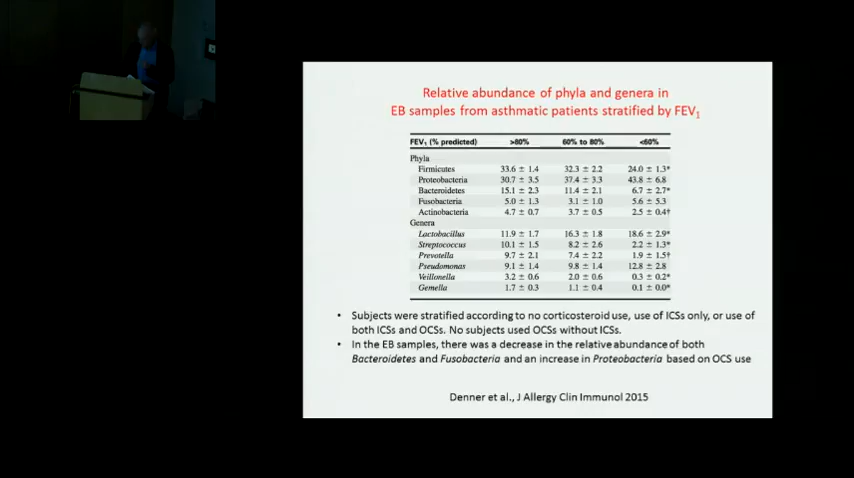 Relative abundance of phyla and genera in
EB samples from asthmatic patients stratified by FEV1
FEV1 (% predicted) >80% 60% to 80% <60%
Phyla
Firmicutes 33.6 ± 1.4 32.3 ± 2.2 24.0 ± 1.3*
Proteobacteria 30.7 ± 3.5 37.4 ± 3.3 43.8 ± 6.8
Bacteroidetes 15.1 ± 2.3 11.4 ± 2.1 6.7 ± 2.7*
Fusobacteria 5.0 ± 1.3 3.1 ± 1.0 5.6 ± 5.3
Actinobacteria 4.7 ± 0.7 3.7 ± 0.5 2.5 ± 0.4†
Genera
Lactobacillus 11.9 ± 1.7 16.3 ± 1.8 18.6 ± 2.9*
Streptococcus 10.1 ± 1.5 8.2 ± 2.6 2.2 ± 1.3*
Prevotella 9.7 ± 2.1 7.4 ± 2.2 1.9 ± 1.5†
Pseudomonas 9.1 ± 1.4 9.8 ± 1.4 12.8 ± 2.8
Veillonella 3.2 ± 0.6 2.0 ± 0.6 0.3 ± 0.2*
Gemella 1.7 ± 0.3 1.1 ± 0.4 0.1 ± 0.0*
• Subjects were stratified according to no corticosteroid use, use of ICSs only, or use of
both ICSs and OCSs. No subjects used OCSs without ICSs.
• In the EB samples, there was a decrease in the relative abundance of both
Bacteroidetes and Fusobacteria and an increase in Proteobacteria based on OCS use
Denner et al., J Allergy Clin Immunol 2015